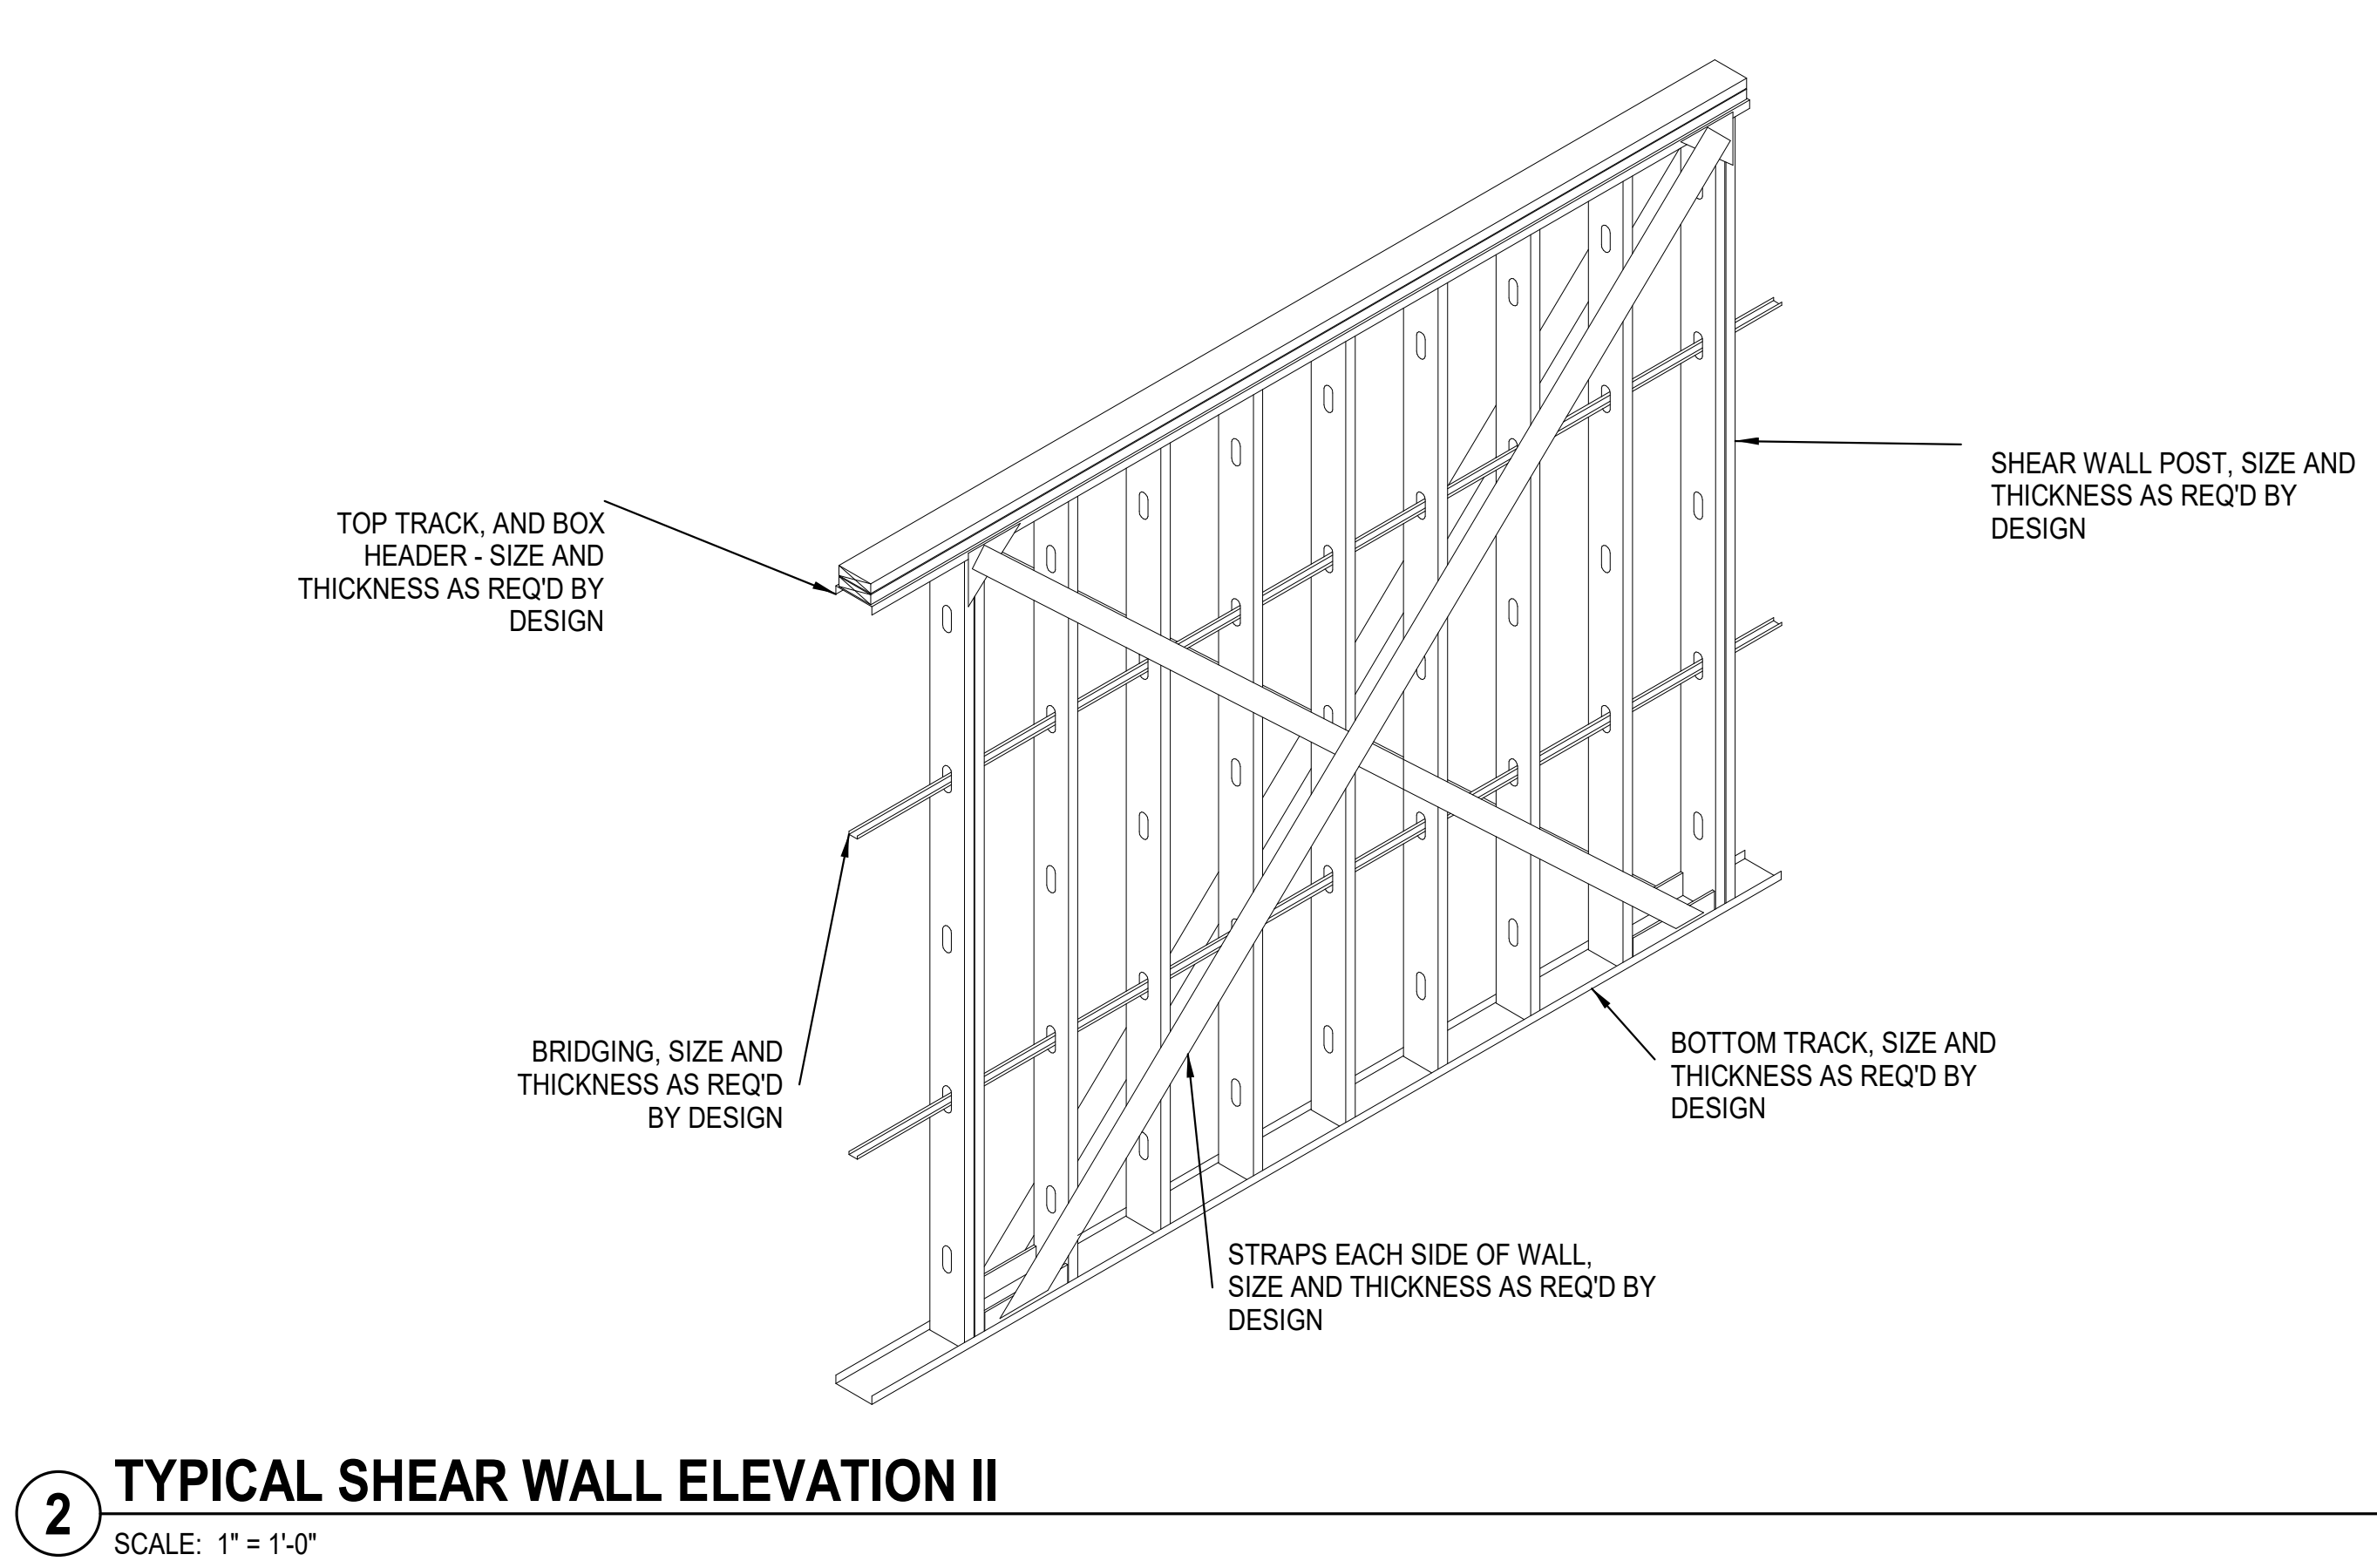 TOP TRACK, AND BOX
HEADER - SIZE AND
THICKNESS AS REQ'D BY
DESIGN
SHEAR WALL POST, SIZE AND
THICKNESS AS REQ'D BY
DESIGN
BRIDGING, SIZE AND
THICKNESS AS REQ'D
BY DESIGN
BOTTOM TRACK, SIZE AND
THICKNESS AS REQ'D BY
DESIGN
STRAPS EACH SIDE OF WALL,
SIZE AND THICKNESS AS REQ'D BY
DESIGN
2
TYPICAL SHEAR WALL ELEVATION II
SCALE: 1" = 1'-0"